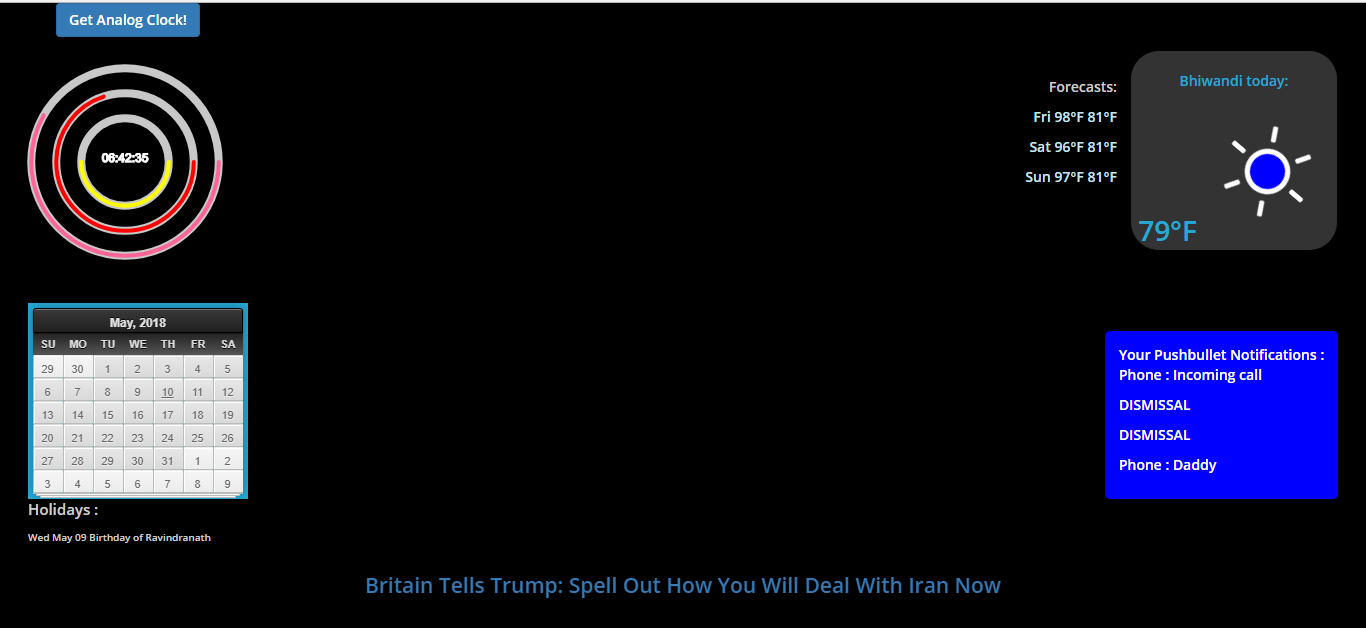 Get Analog Clock!
06:42:35
Forecasts:
Fri 98°F 81°F
Sat 96°F 81°F
Sun 97°F 81°F
Bhiwandi today:
79°F
May, 2018
SU MO TU WE TH FR SA
29 30 1 2 3 4 5
6 7 8 9 10 11 12
13 14 15 16 17 18 19
20 21 22 23 24 25 26
27 28 29 30 31 1 2
3 4 5 6 7 8 9
Holidays :
Wed May 09 Birthday of Ravindranath
Your Pushbullet Notifications :
Phone : Incoming call
DISMISSAL
DISMISSAL
Phone : Daddy
Britain Tells Trump: Spell Out How You Will Deal With Iran Now